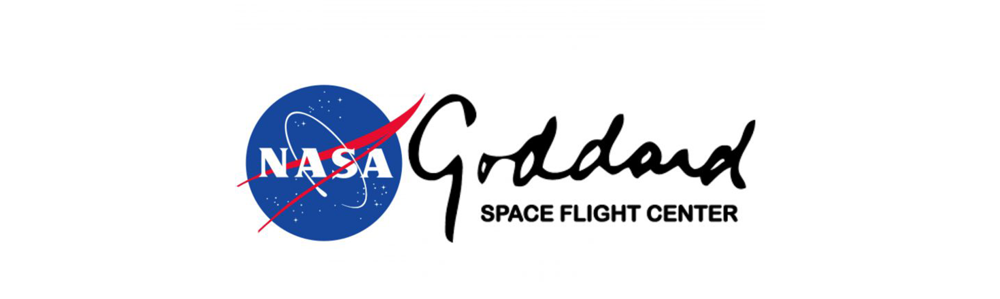 NASA
Goddard
SPACE FLIGHT CENTER